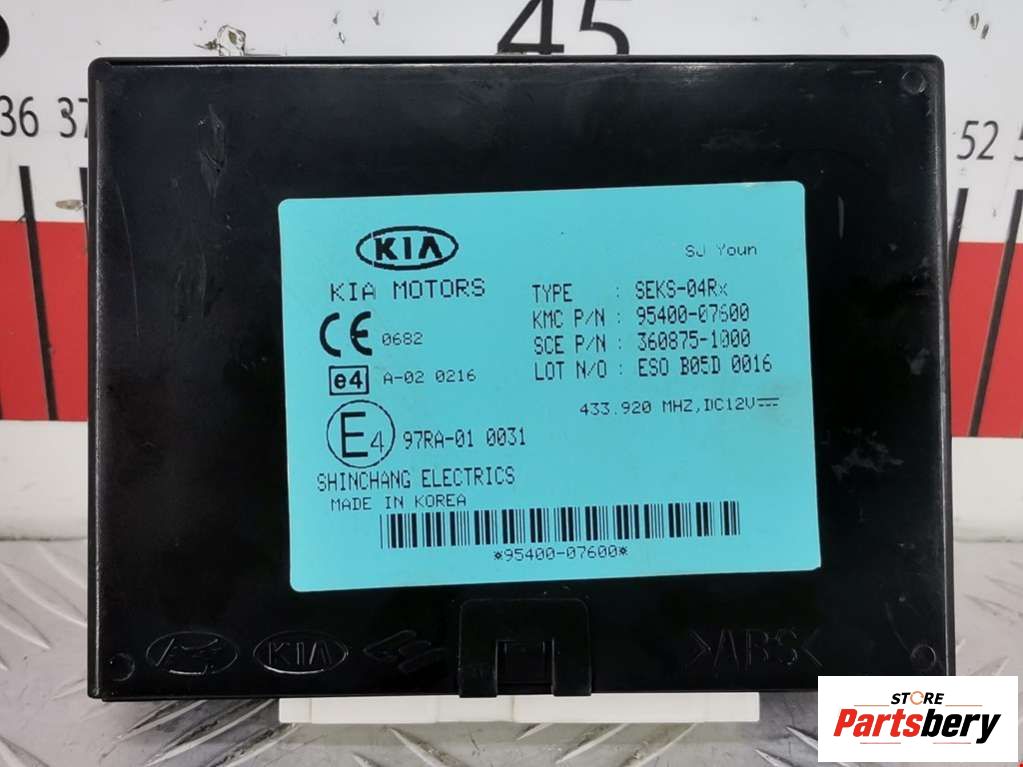 45
36 37
52 5
KIA
SJ Youn
KIA MOTORS
TYPE : SEKS-04Rx
KMC P/N : 95400-07600
CE 0682
SCE P/N : 360875-1000
e4 A-02 0216
LOT N/O : ESO B05D 0016
433.920 MHZ,DC12V
E4 97RA-01 0031
SHINCHANG ELECTRICS
MADE IN KOREA
*95400-07600*
KIA
>ABS<
STORE
Partsbery